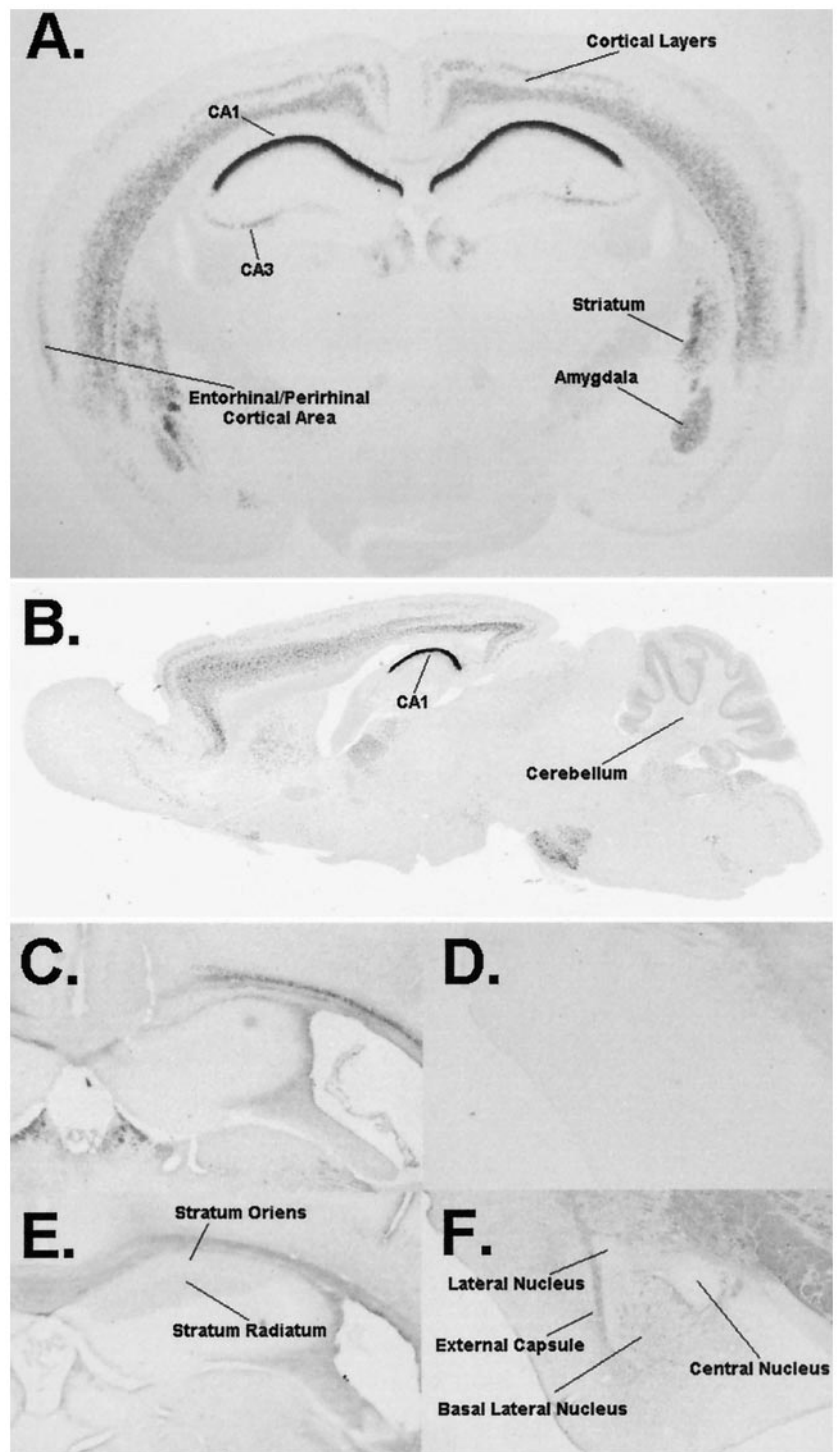 A.
Cortical Layers
CA1
CA3
Striatum
Amygdala
Entorhinal/Perirhinal
Cortical Area
B.
CA1
Cerebellum
C.
D.
E.
Stratum Oriens
Stratum Radiatum
F.
Lateral Nucleus
External Capsule
Central Nucleus
Basal Lateral Nucleus